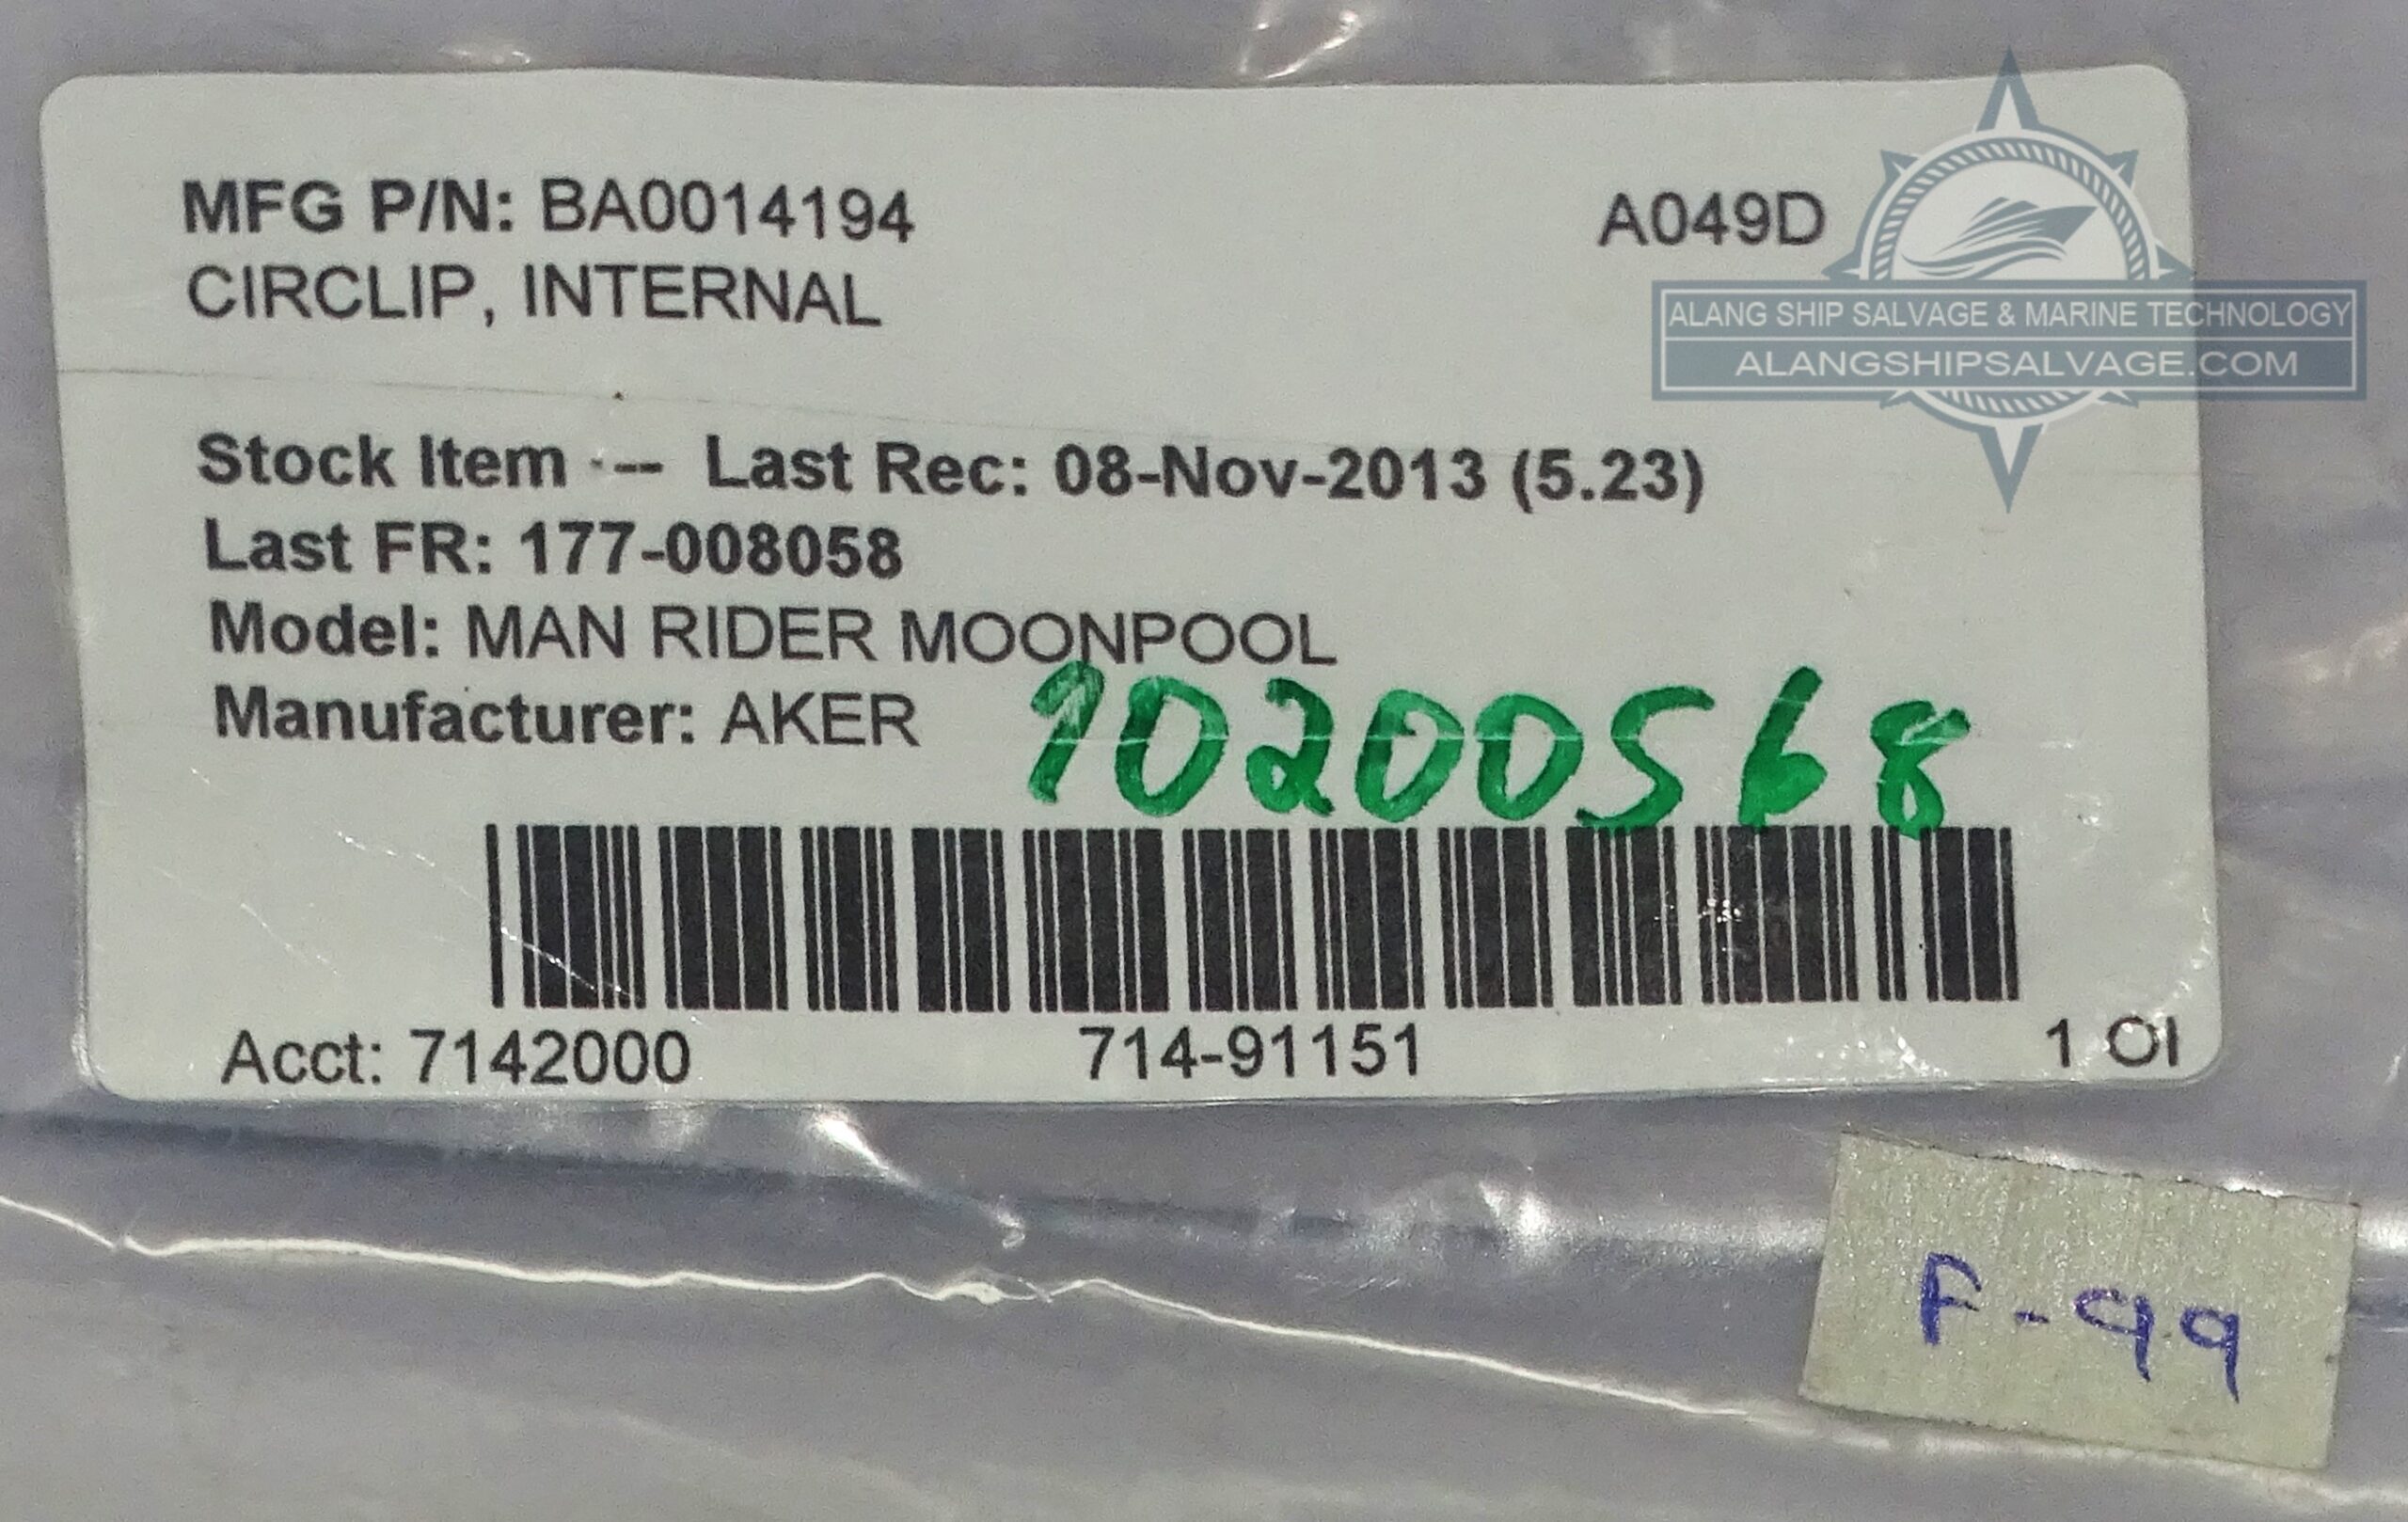 MFG P/N: BA0014194
A049D
CIRCLIP, INTERNAL
ALANG SHIP SALVAGE & MARINE TECHNOLOGY
ALANGSHIPSALVAGE.COM
Stock Item -- Last Rec: 08-Nov-2013 (5.23)
Last FR: 177-008058
Model: MAN RIDER MOONPOOL
Manufacturer: AKER
10200568
Acct: 7142000
714-91151
1 OI
F-99